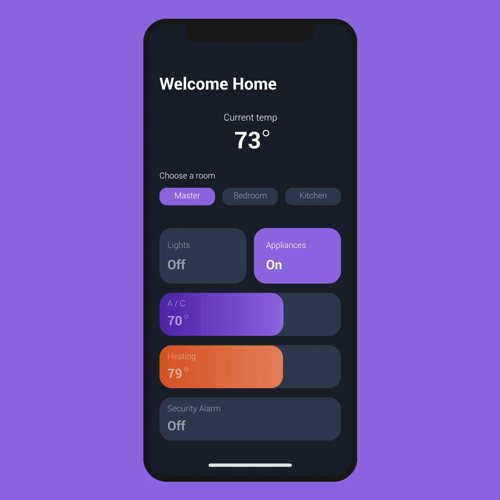 Welcome Home
Current temp
73°
Choose a room
Master Bedroom Kitchen
Lights Appliances
Off On
A / C
70°
Heating
79°
Security Alarm
Off